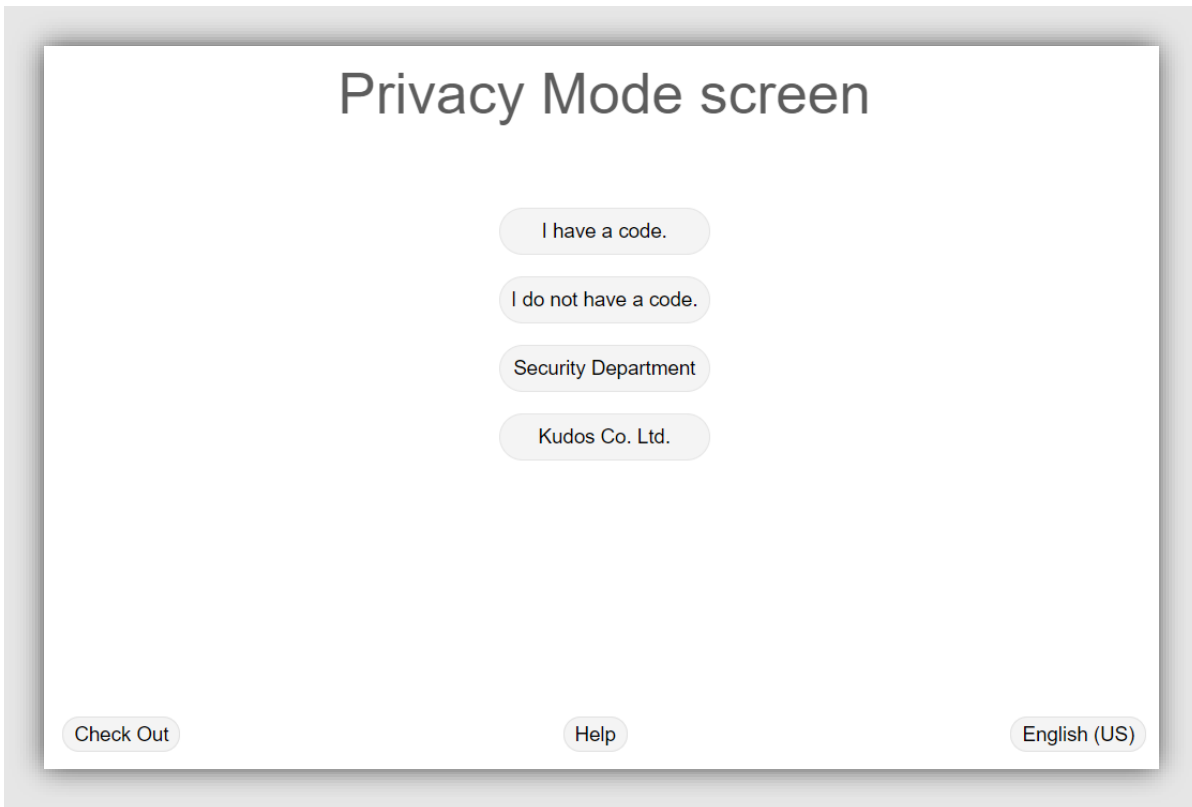 Privacy Mode screen
I have a code.
I do not have a code.
Security Department
Kudos Co. Ltd.
Check Out
Help
English (US)